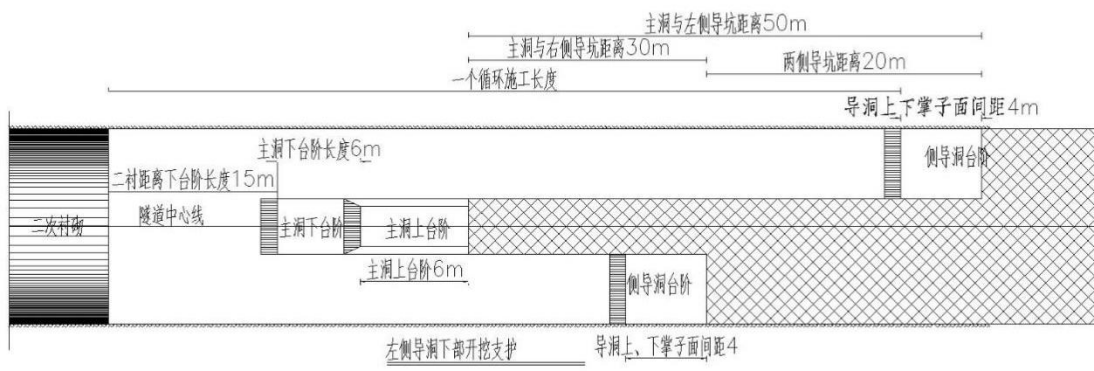 主洞与左侧导坑距离50m
主洞与右侧导坑距离30m
两侧导坑距离20m
一个循环施工长度
导洞上下掌子面间距4m
主洞下台阶长度6m
侧导洞台阶
二衬距离下台阶长度15m
隧道中心线
二次衬砌
主洞下台阶
主洞上台阶
主洞上台阶6m
侧导洞台阶
左侧导洞下部开挖支护
导洞上、下掌子面间距4